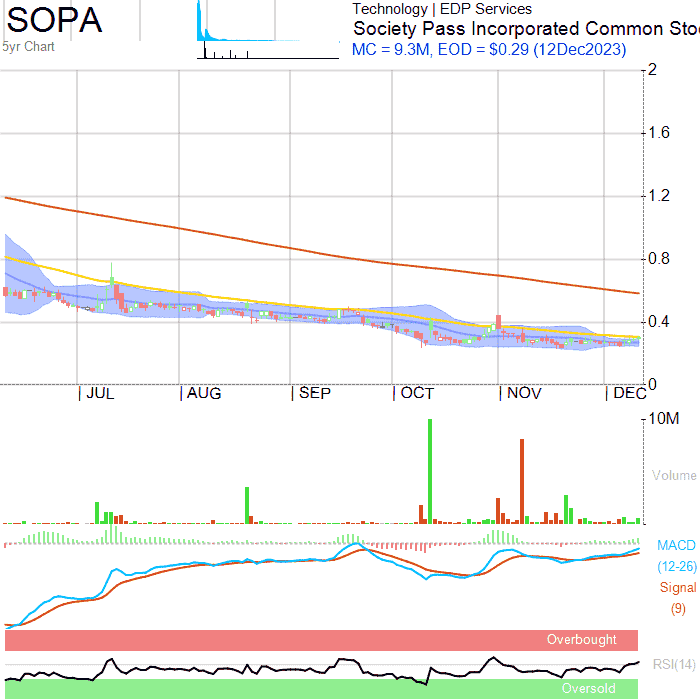 SOPA
5yr Chart
Technology | EDP Services
Society Pass Incorporated Common Stoc
MC = 9.3M, EOD = $0.29 (12Dec2023)
2
1.6
1.2
0.8
0.4
0
JUL AUG SEP OCT NOV DEC
10M
Volume
MACD
(12-26)
Signal
(9)
Overbought
RSI(14)
Oversold